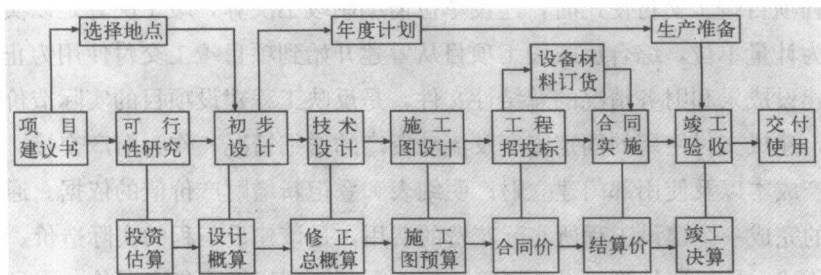 选择地点
年度计划
生产准备
设备材
料订货
项目
建议书
可行
性研究
初步
设计
技术
设计
施工
图设计
工程
招投标
合同
实施
竣工
验收
交付
使用
投资
估算
设计
概算
修正
总概算
施工
图预算
合同价
结算价
竣
决算